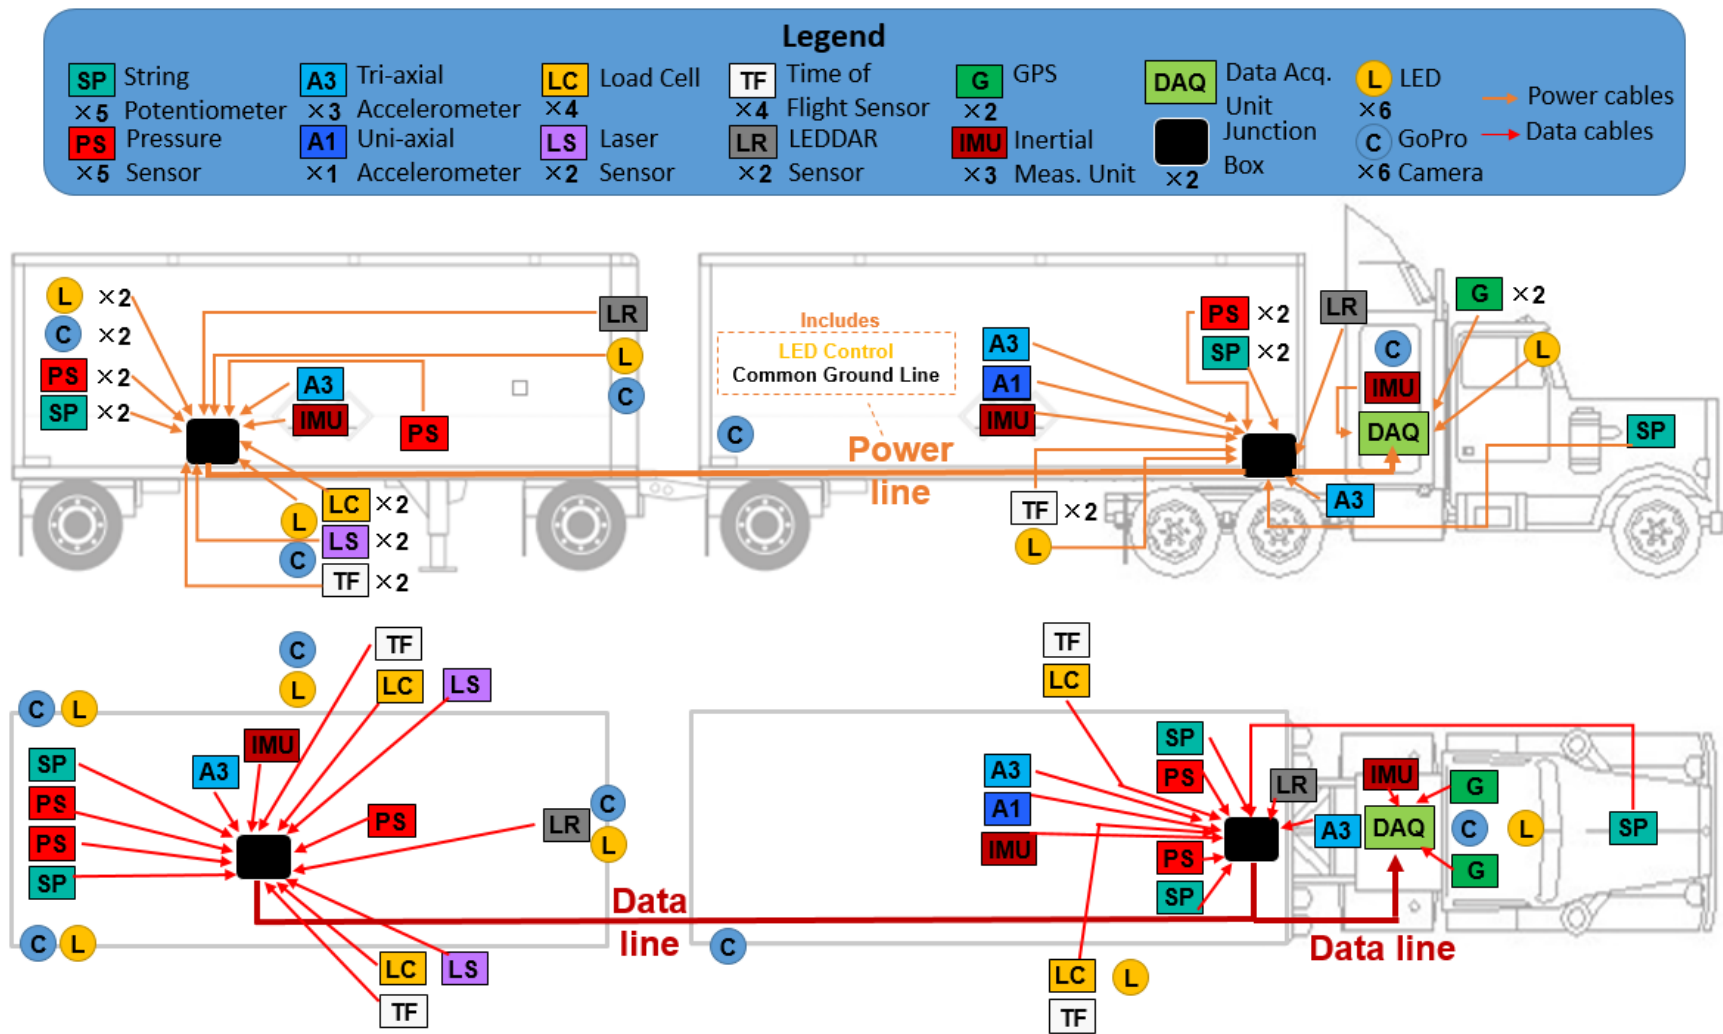 Legend
SP String
×5 Potentiometer
A3 Tri-axial
×3 Accelerometer
LC Load Cell
×4
TF Time of
×4 Flight Sensor
G GPS
×2
DAQ Data Acq.
Unit
L LED
×6
Power cables
PS Pressure
×5 Sensor
A1 Uni-axial
×1 Accelerometer
LS Laser
×2 Sensor
LR LEDDAR
×2 Sensor
IMU Inertial
×3 Meas. Unit
Junction
×2 Box
C GoPro
×6 Camera
Data cables
L ×2
C ×2
PS ×2
SP ×2
A3
IMU
PS
LR
L
C
L
C
LC ×2
LS ×2
TF ×2
Includes
LED Control
Common Ground Line
C
Power
line
A3
A1
IMU
PS ×2
SP ×2
TF ×2
L
LR
C
IMU
DAQ
A3
G ×2
L
SP
C
L
TF
LC
LS
C L
SP
PS
PS
SP
A3
IMU
PS
LR
C
L
C L
LC
LS
TF
Data
line
C
TF
LC
A3
A1
IMU
SP
PS
PS
SP
LR
A3
IMU
DAQ
G
C
L
G
SP
Data line
LC
L
TF